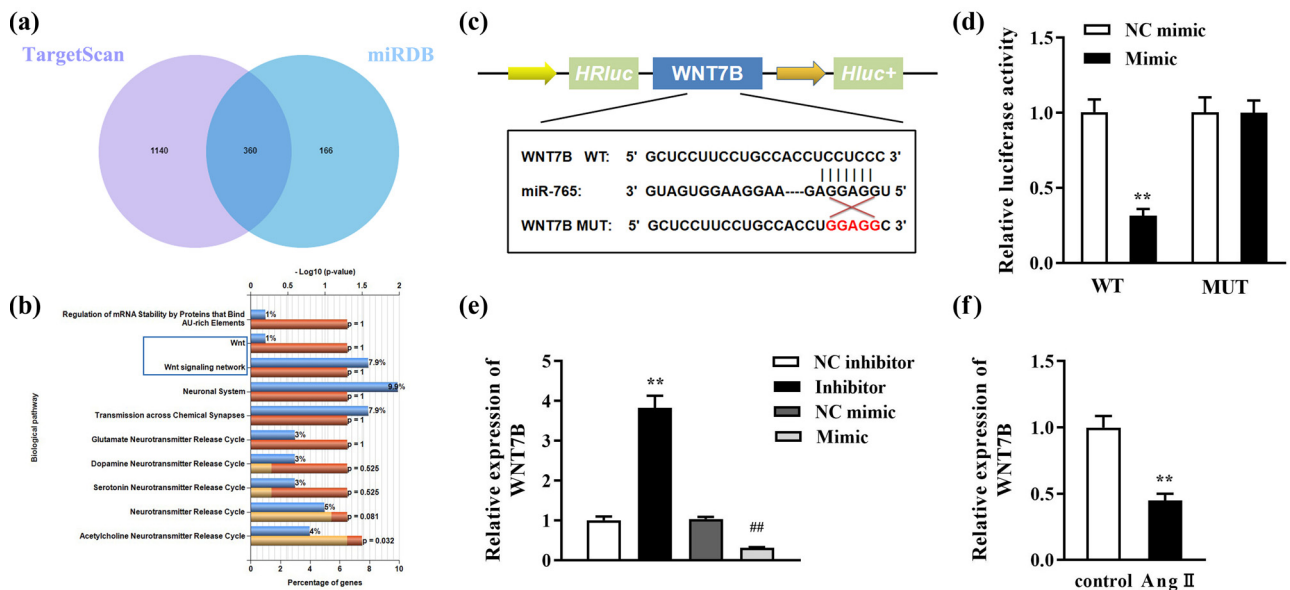 (a)
TargetScan
miRDB
1140
360
166
(b)
- Log10 (p-value)
0 0.5 1 1.5 2
Regulation of mRNA Stability by Proteins that Bind
AU-rich Elements
1%
p = 1
Wnt
1%
p = 1
Wnt signaling network
7.9%
p = 1
Neuronal System
9.9%
p = 1
Transmission across Chemical Synapses
7.9%
p = 1
Glutamate Neurotransmitter Release Cycle
3%
p = 1
Dopamine Neurotransmitter Release Cycle
3%
p = 0.525
Serotonin Neurotransmitter Release Cycle
3%
p = 0.525
Neurotransmitter Release Cycle
5%
p = 0.081
Acetylcholine Neurotransmitter Release Cycle
4%
p = 0.032
Biological pathway
0 2 4 6 8 10
Percentage of genes
(c)
HRluc WNT7B Hluc+
WNT7B WT: 5' GCUCCUUCCUGCCACCUCCUCCC 3'
miR-765: 3' GUAGUGGAAGGAA----GAGGAGGU 5'
WNT7B MUT: 5' GCUCCUUCCUGCCACCUGGAGGC 3'
(d)
NC mimic
Mimic
Relative luciferase activity
1.5
1.0
0.5
0.0
**
WT MUT
(e)
NC inhibitor
Inhibitor
NC mimic
Mimic
Relative expression of
WNT7B
5
4
3
2
1
0
**
##
(f)
Relative expression of
WNT7B
1.5
1.0
0.5
0.0
**
control Ang Ⅱ